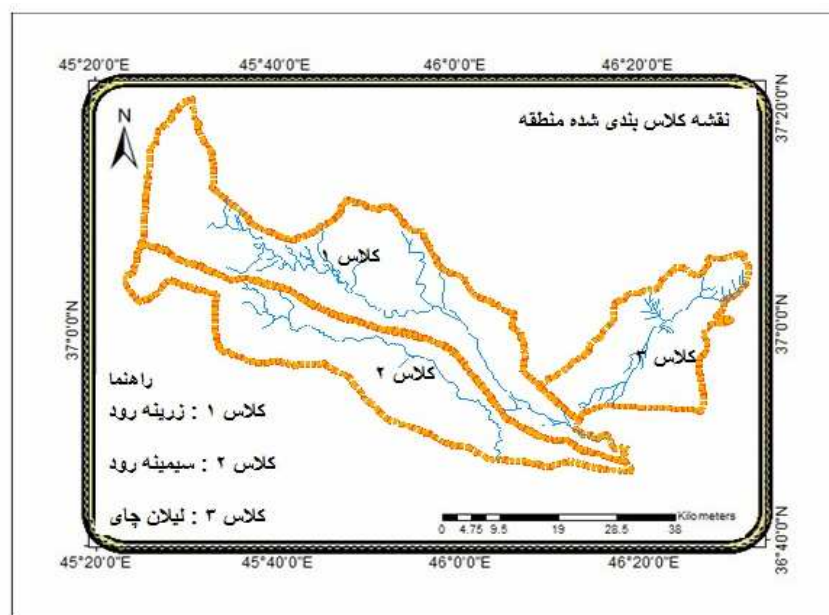 45°20'0"E
45°40'0"E
46°0'0"E
46°20'0"E
37°20'0"N
N
نقشه کلاس بندی شده منطقه
کلاس ۱
37°0'0"N
37°0'0"N
کلاس ۳
کلاس ۲
راهنما
کلاس ۱ : زرینه رود
کلاس ۲ : سیمینه رود
کلاس ۳ : لیلان چای
Kilometers
0 4.75 9.5 19 28.5 38
36°40'0"N
45°20'0"E
45°40'0"E
46°0'0"E
46°20'0"E